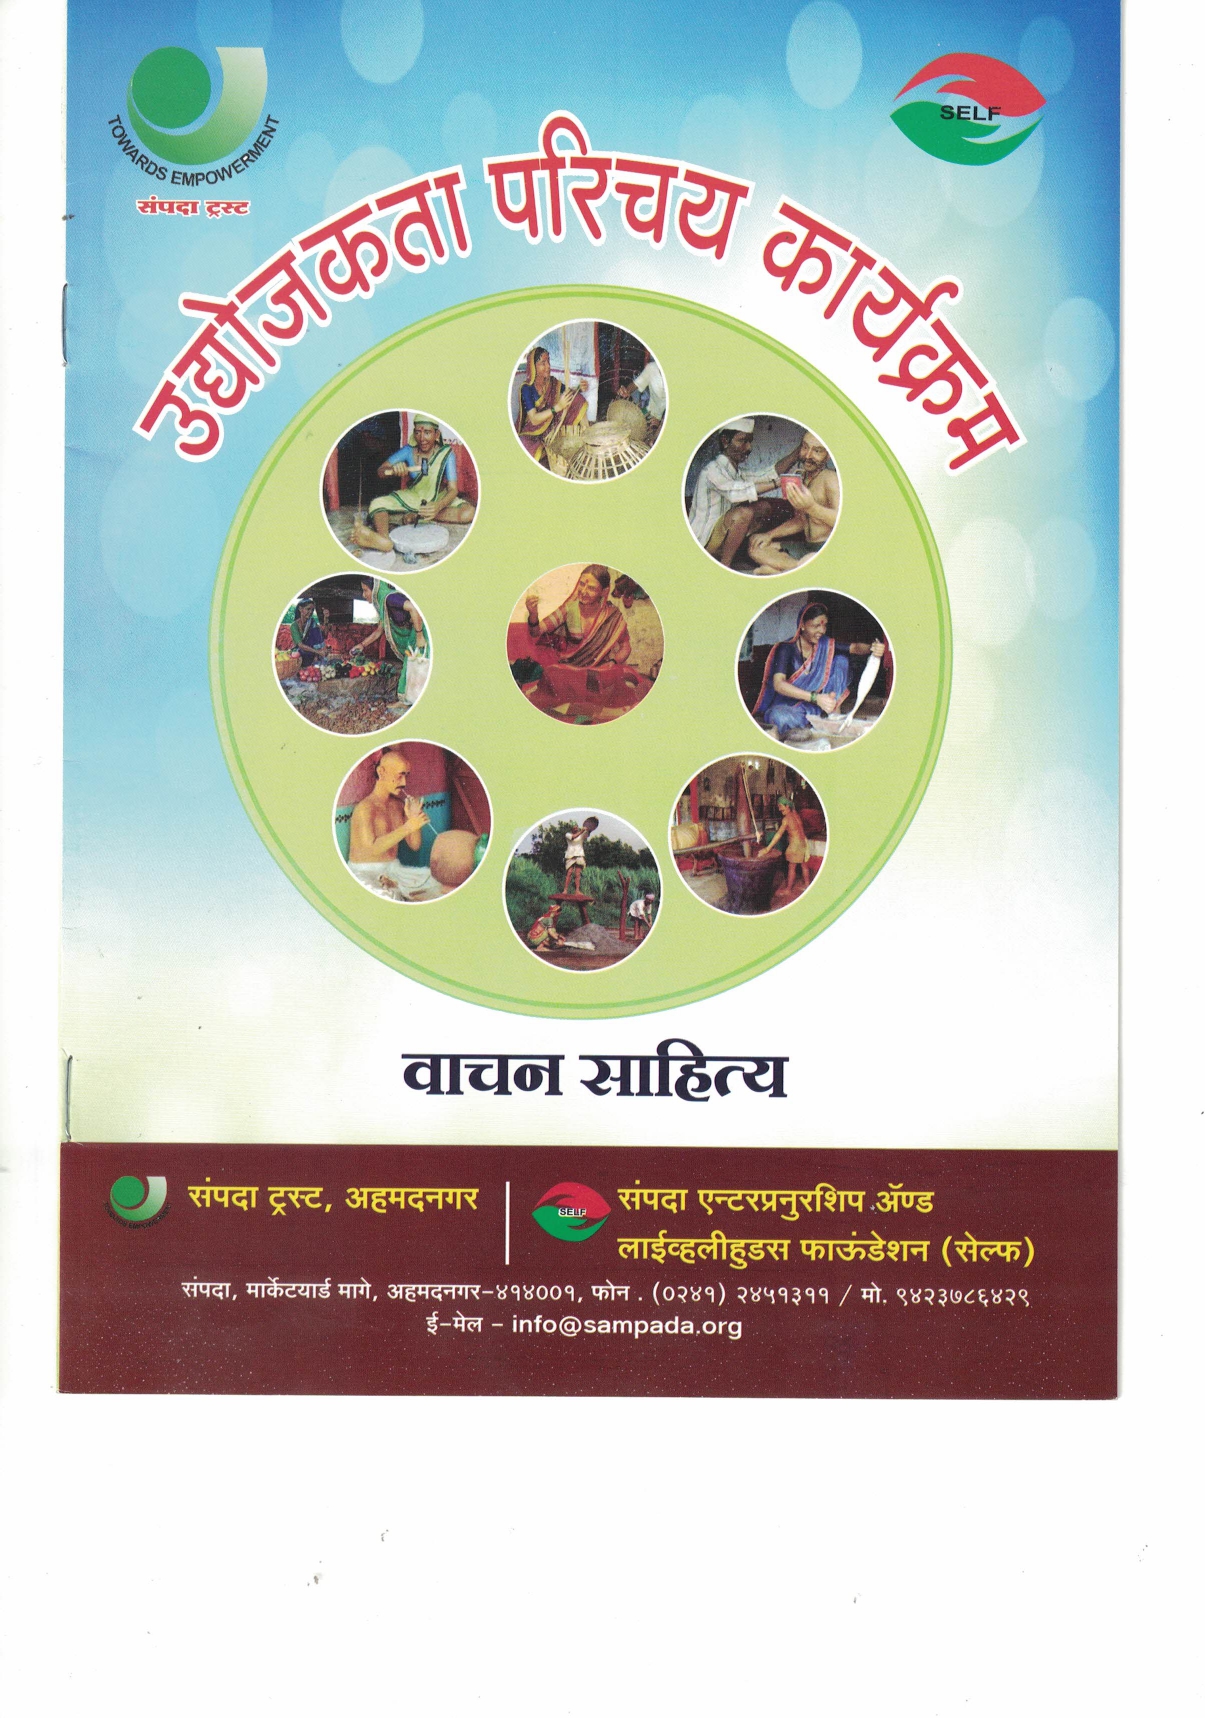 TOWARDS EMPOWERMENT
संपदा ट्रस्ट
SELF
उद्योजकता परिचय कार्यक्रम
वाचन साहित्य
संपदा ट्रस्ट, अहमदनगर
SELF
संपदा एन्टरप्रनुरशिप ॲण्ड
लाईव्हलीहुडस फाऊंडेशन (सेल्फ)
संपदा, मार्केटयार्ड मागे, अहमदनगर-४१४००१, फोन . (०२४१) २४५१३११ / मो. ९४२३७८६४२९
ई-मेल - info@sampada.org